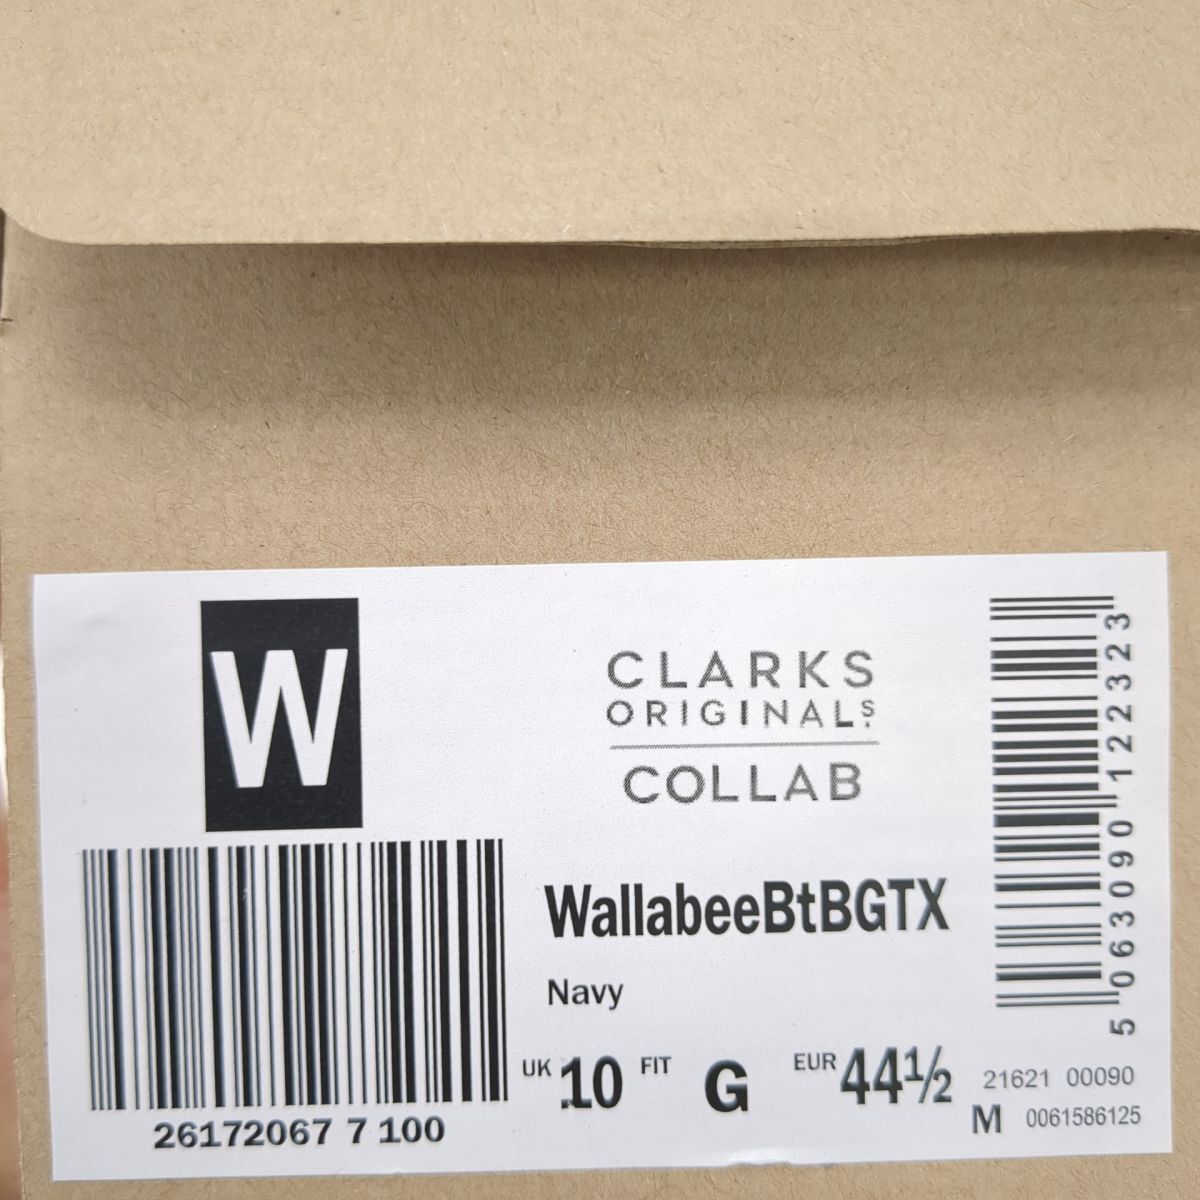 W
CLARKS
ORIGINALS.
COLLAB
WallabeeBtBGTX
Navy
UK 10 FIT G EUR 44½
26172067 7 100
5 063090 122323
21621 00090
M 0061586125